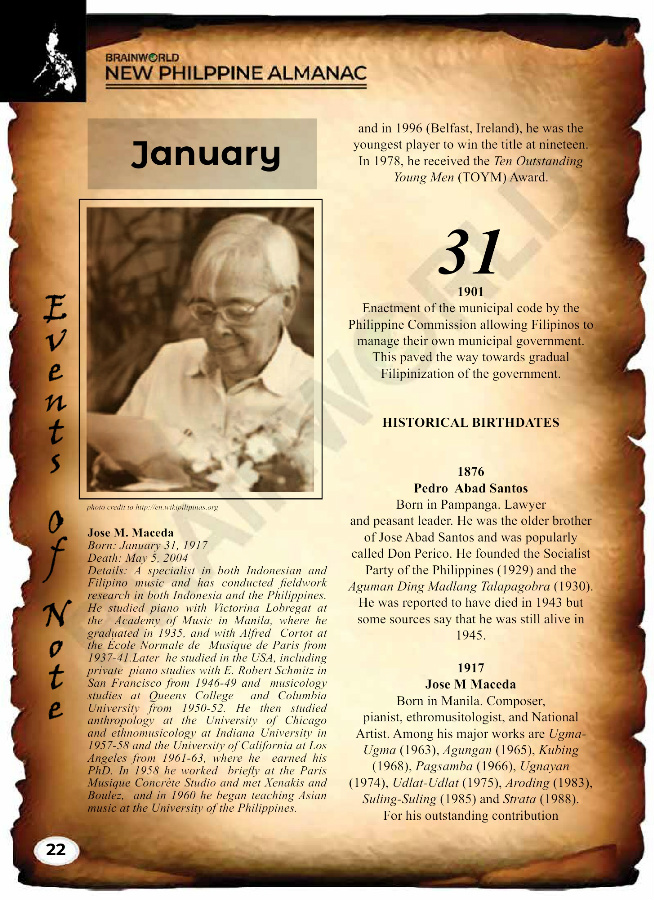 BRAINWORLD
NEW PHILPPINE ALMANAC
January
Events of Note
photo credit to http://en.wikipilipinas.org
Jose M. Maceda
Born: January 31, 1917
Death: May 5, 2004
Details: A specialist in both Indonesian and
Filipino music and has conducted fieldwork
research in both Indonesia and the Philippines.
He studied piano with Victorina Lobregat at
the Academy of Music in Manila, where he
graduated in 1935, and with Alfred Cortot at
the École Normale de Musique de Paris from
1937-41.Later he studied in the USA, including
private piano studies with E. Robert Schmitz in
San Francisco from 1946-49 and musicology
studies at Queens College and Columbia
University from 1950-52. He then studied
anthropology at the University of Chicago
and ethnomusicology at Indiana University in
1957-58 and the University of California at Los
Angeles from 1961-63, where he earned his
PhD. In 1958 he worked briefly at the Paris
Musique Concrète Studio and met Xenakis and
Boulez, and in 1960 he began teaching Asian
music at the University of the Philippines.
and in 1996 (Belfast, Ireland), he was the
youngest player to win the title at nineteen.
In 1978, he received the Ten Outstanding
Young Men (TOYM) Award.
31
1901
Enactment of the municipal code by the
Philippine Commission allowing Filipinos to
manage their own municipal government.
This paved the way towards gradual
Filipinization of the government.
HISTORICAL BIRTHDATES
1876
Pedro Abad Santos
Born in Pampanga. Lawyer
and peasant leader. He was the older brother
of Jose Abad Santos and was popularly
called Don Perico. He founded the Socialist
Party of the Philippines (1929) and the
Aguman Ding Madlang Talapagobra (1930).
He was reported to have died in 1943 but
some sources say that he was still alive in
1945.
1917
Jose M Maceda
Born in Manila. Composer,
pianist, ethromusitologist, and National
Artist. Among his major works are Ugma-
Ugma (1963), Agungan (1965), Kubing
(1968), Pagsamba (1966), Ugnayan
(1974), Udlat-Udlat (1975), Aroding (1983),
Suling-Suling (1985) and Strata (1988).
For his outstanding contribution
22
BRAINWORLD